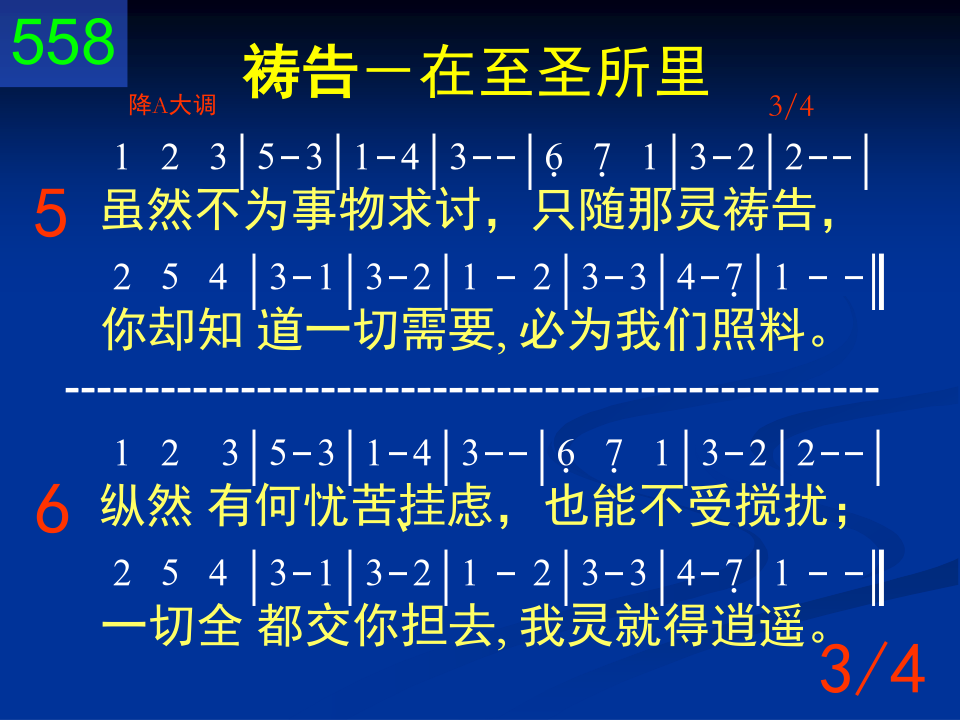 558
祷告－在至圣所里
降A大调 3/4
1 2 3|5-3|1-4|3--|6̣ 7̣ 1|3-2|2--|
5 虽然不为事物求讨，只随那灵祷告，
2 5 4|3-1|3-2|1 - 2|3-3|4-7̣|1 - -‖
你却知 道一切需要, 必为我们照料。
---------------------------------------------------
1 2 3|5-3|1-4|3--|6̣ 7̣ 1|3-2|2--|
6 纵然 有何忧苦、挂虑，也能不受搅扰；
2 5 4|3-1|3-2|1 - 2|3-3|4-7̣|1 - -‖
一切全 都交你担去, 我灵就得逍遥。
3/4